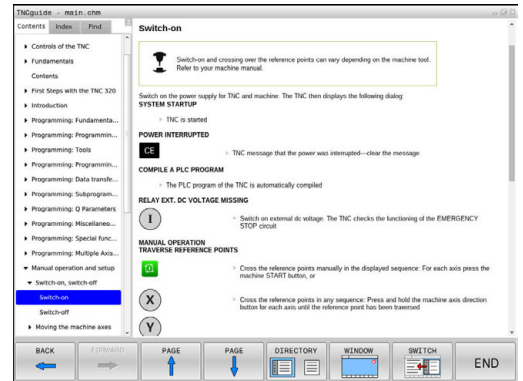 TNCguide - main.chm
Contents Index Find
Controls of the TNC
Fundamentals
Contents
First Steps with the TNC 320
Introduction
Programming: Fundamenta...
Programming: Programmin...
Programming: Tools
Programming: Programmin...
Programming: Data transfe...
Programming: Subprogram...
Programming: Q Parameters
Programming: Miscellaneo...
Programming: Special func...
Programming: Multiple Axis...
Manual operation and setup
Switch-on, switch-off
Switch-on
Switch-off
Moving the machine axes
Switch-on
Switch-on and crossing over the reference points can vary depending on the machine tool.
Refer to your machine manual.
Switch on the power supply for TNC and machine. The TNC then displays the following dialog:
SYSTEM STARTUP
TNC is started
POWER INTERRUPTED
CE
TNC message that the power was interrupted—clear the message
COMPILE A PLC PROGRAM
The PLC program of the TNC is automatically compiled
RELAY EXT. DC VOLTAGE MISSING
I
Switch on external dc voltage. The TNC checks the functioning of the EMERGENCY
STOP circuit
MANUAL OPERATION
TRAVERSE REFERENCE POINTS
Cross the reference points manually in the displayed sequence: For each axis press the
machine START button, or
X
Cross the reference points in any sequence: Press and hold the machine axis direction
button for each axis until the reference point has been traversed
Y
BACK FORWARD PAGE PAGE DIRECTORY WINDOW SWITCH END